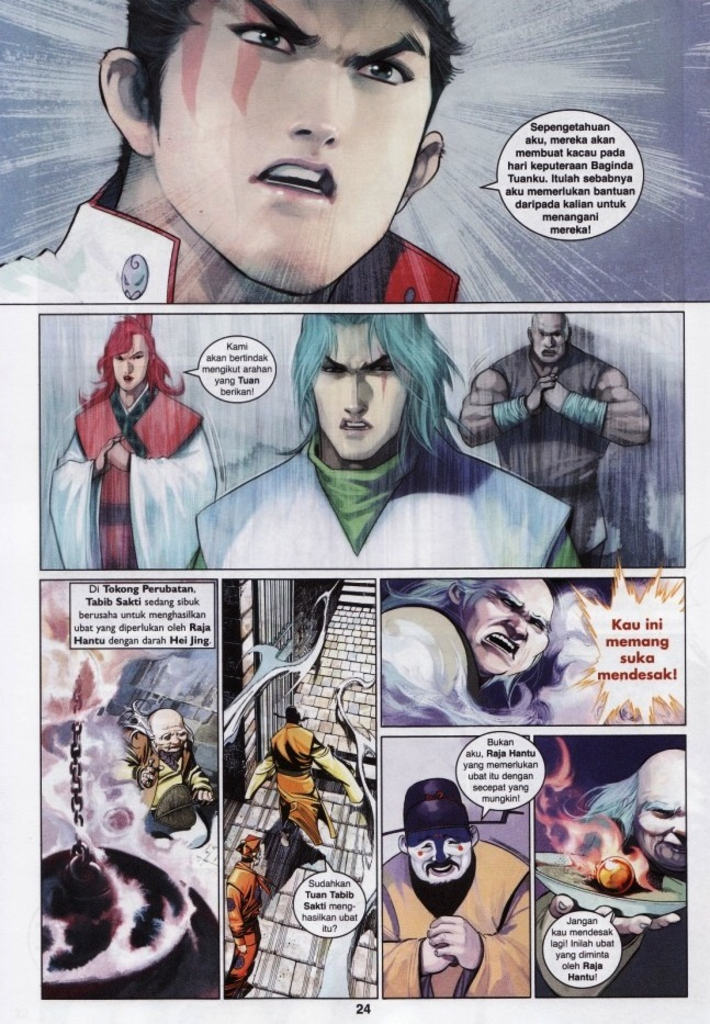 Sepengetahuan
aku, mereka akan
membuat kacau pada
hari keputeraan Baginda
Tuanku. Itulah sebabnya
aku memerlukan bantuan
daripada kalian untuk
menangani
mereka!
Kami
akan bertindak
mengikut arahan
yang Tuan
berikan!
Di Tokong Perubatan,
Tabib Sakti sedang sibuk
berusaha untuk menghasilkan
ubat yang diperlukan oleh Raja
Hantu dengan darah Hei Jing.
Sudahkan
Tuan Tabib
Sakti meng-
hasilkan ubat
itu?
Kau ini
memang
suka
mendesak!
Bukan
aku, Raja Hantu
yang memerlukan
ubat itu dengan
secepat yang
mungkin!
Jangan
kau mendesak
lagi! Inilah ubat
yang diminta
oleh Raja
Hantu!
24